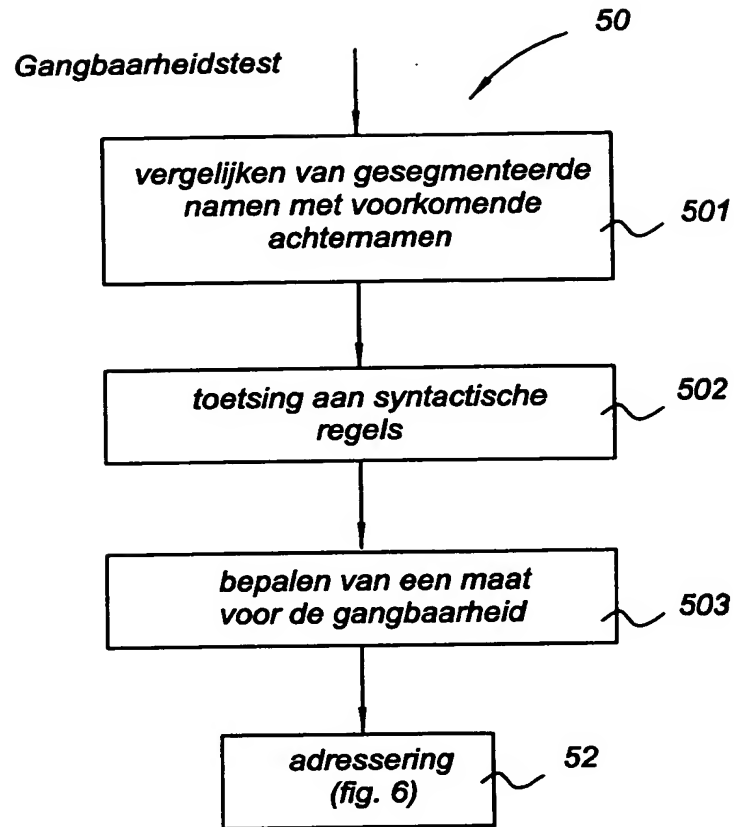 50
Gangbaarheidstest
vergelijken van gesegmenteerde
namen met voorkomende
achternamen
501
toetsing aan syntactische
regels
502
bepalen van een maat
voor de gangbaarheid
503
adressering
(fig. 6)
52